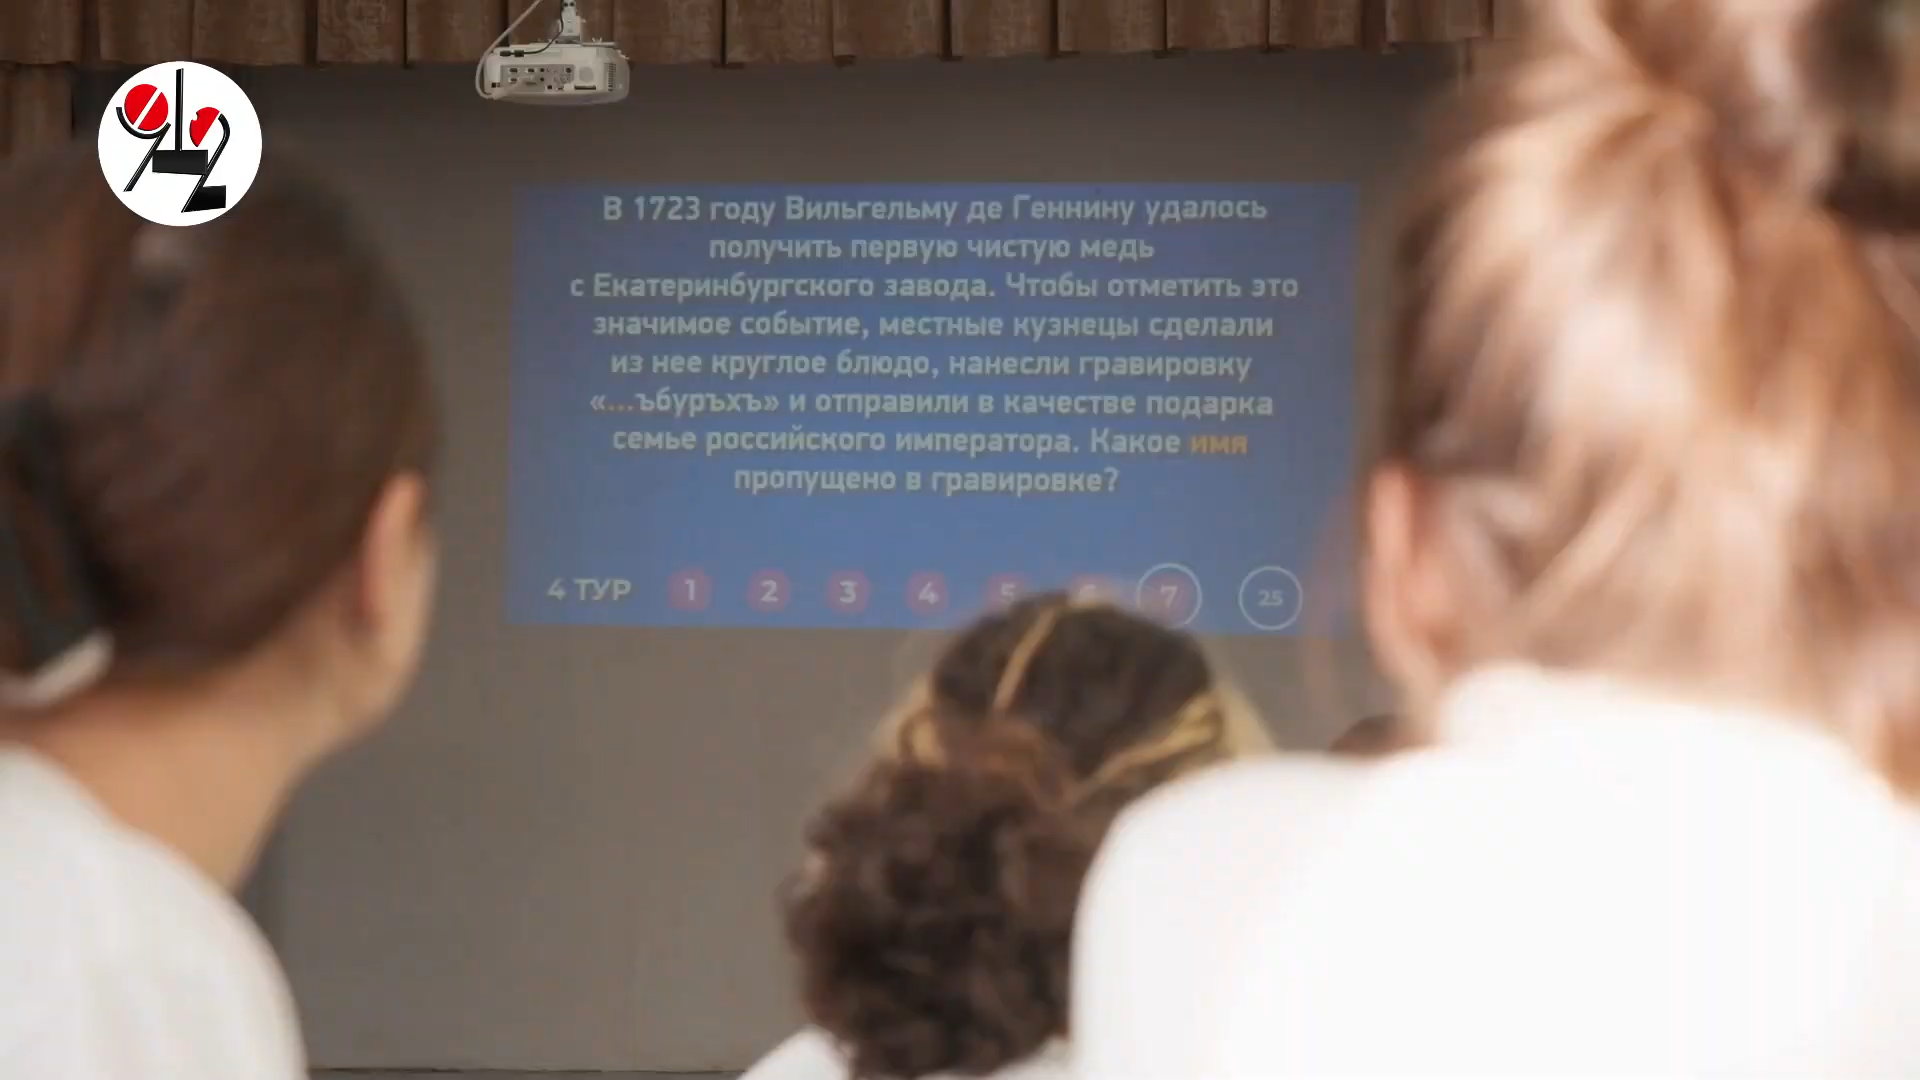 В 1723 году Вильгельму де Геннину удалось
получить первую чистую медь
с Екатеринбургского завода. Чтобы отметить это
значимое событие, местные кузнецы сделали
из нее круглое блюдо, нанесли гравировку
«...ъбуръхъ» и отправили в качестве подарка
семье российского императора. Какое имя
пропущено в гравировке?
4 ТУР 1 2 3 4 5 6 7 25